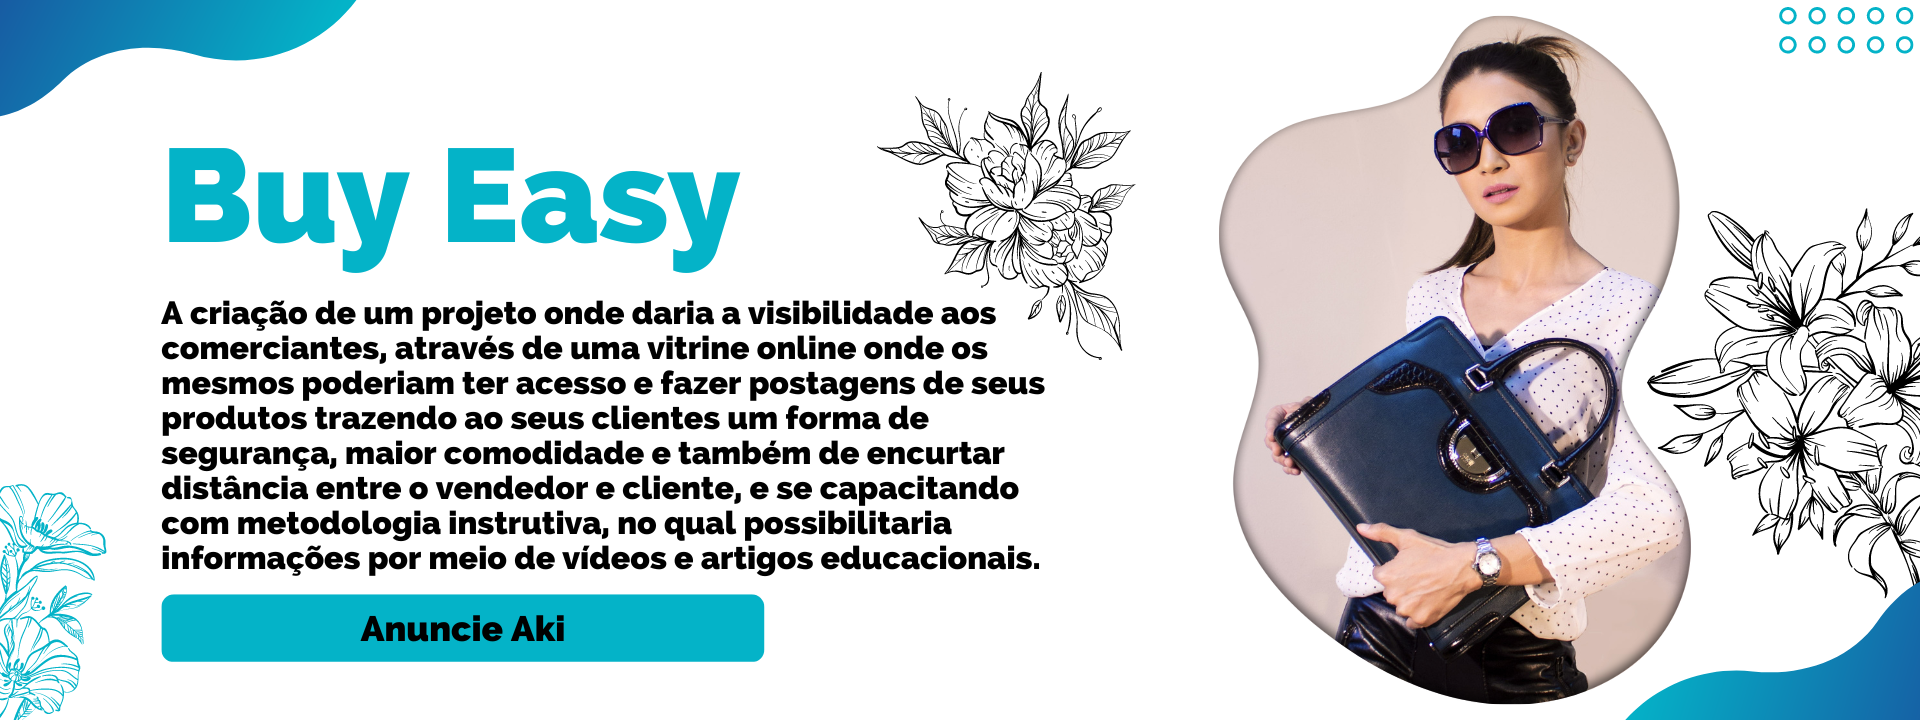 Buy Easy
A criação de um projeto onde daria a visibilidade aos
comerciantes, através de uma vitrine online onde os
mesmos poderiam ter acesso e fazer postagens de seus
produtos trazendo ao seus clientes um forma de
segurança, maior comodidade e também de encurtar
distância entre o vendedor e cliente, e se capacitando
com metodologia instrutiva, no qual possibilitaria
informações por meio de vídeos e artigos educacionais.
Anuncie Aki